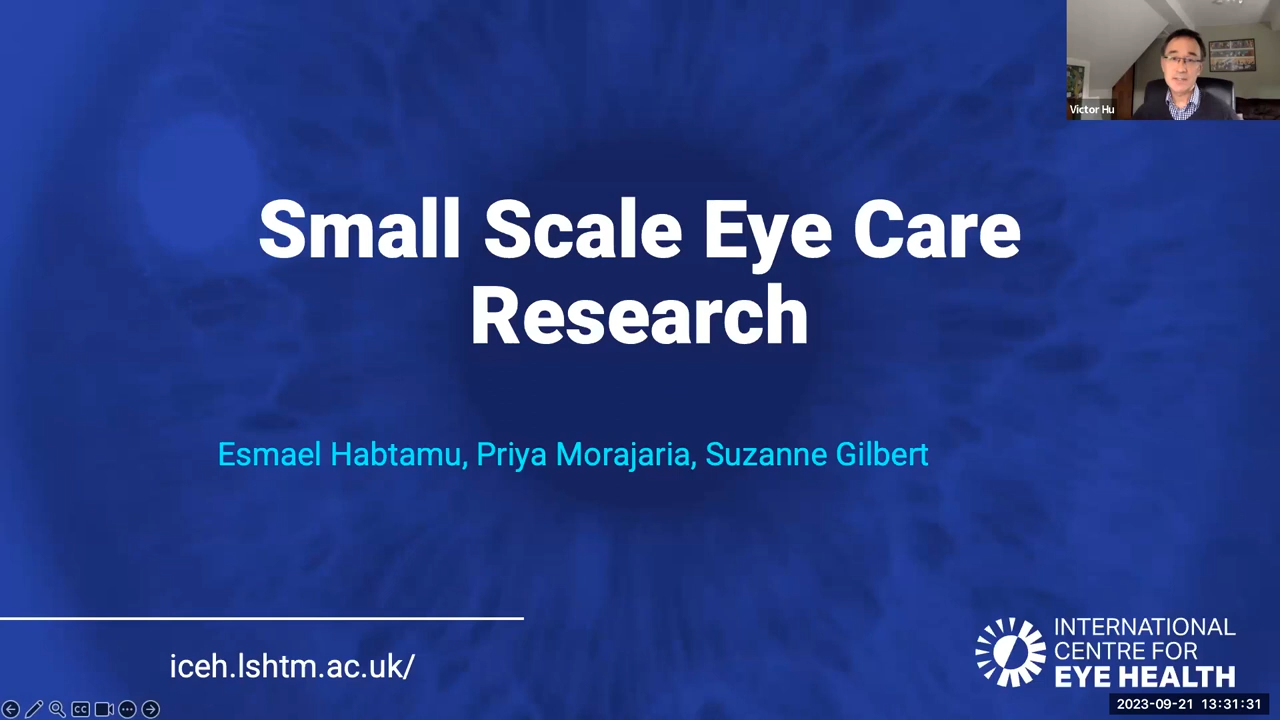 Victor Hu
Small Scale Eye Care
Research
Esmael Habtamu, Priya Morajaria, Suzanne Gilbert
iceh.lshtm.ac.uk/
INTERNATIONAL
CENTRE FOR
EYE HEALTH
CC
2023-09-21 13:31:31